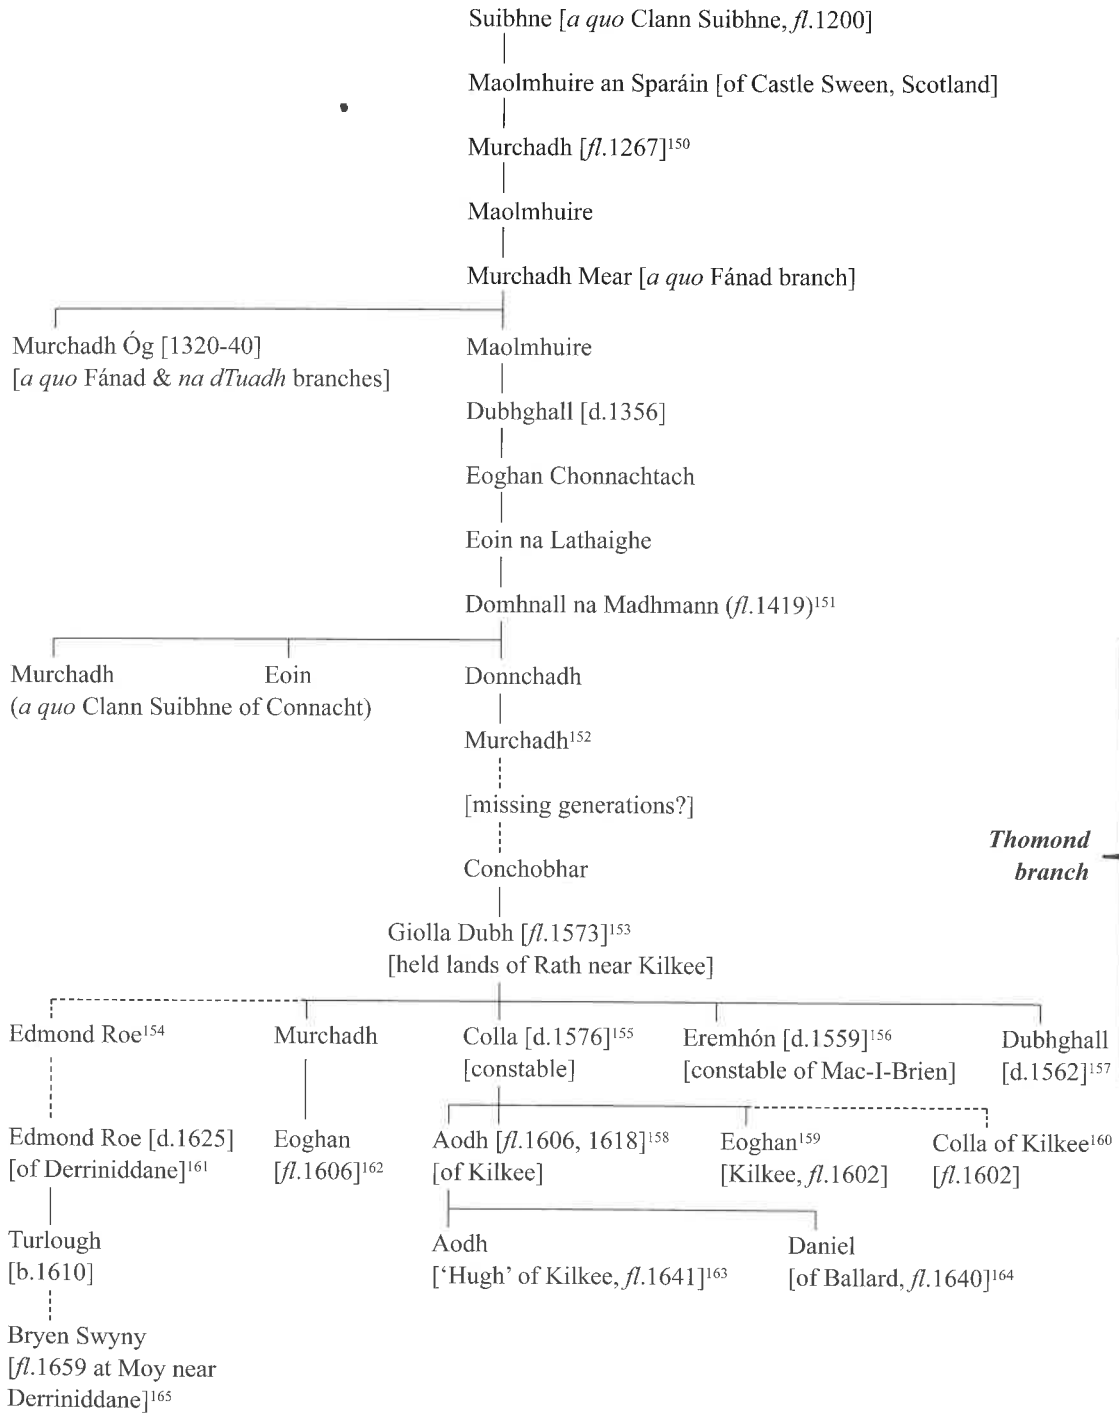 Suibhne [a quo Clann Suibhne, fl.1200]
Maolmhuire an Sparáin [of Castle Sween, Scotland]
Murchadh [fl.1267]150
Maolmhuire
Murchadh Mear [a quo Fánad branch]
Murchadh Óg [1320-40]
[a quo Fánad & na dTuadh branches]
Maolmhuire
Dubhghall [d.1356]
Eoghan Chonnachtach
Eoin na Lathaighe
Domhnall na Madhmann (fl.1419)151
Murchadh
Eoin
(a quo Clann Suibhne of Connacht)
Donnchadh
Murchadh152
[missing generations?]
Thomond
branch
Conchobhar
Giolla Dubh [fl.1573]153
[held lands of Rath near Kilkee]
Edmond Roe154
Murchadh
Colla [d.1576]155
[constable]
Eremhón [d.1559]156
[constable of Mac-I-Brien]
Dubhghall
[d.1562]157
Edmond Roe [d.1625]
[of Derriniddane]161
Eoghan
[fl.1606]162
Aodh [fl.1606, 1618]158
[of Kilkee]
Eoghan159
[Kilkee, fl.1602]
Colla of Kilkee160
[fl.1602]
Turlough
[b.1610]
Aodh
[‘Hugh’ of Kilkee, fl.1641]163
Daniel
[of Ballard, fl.1640]164
Bryen Swyny
[fl.1659 at Moy near
Derriniddane]165